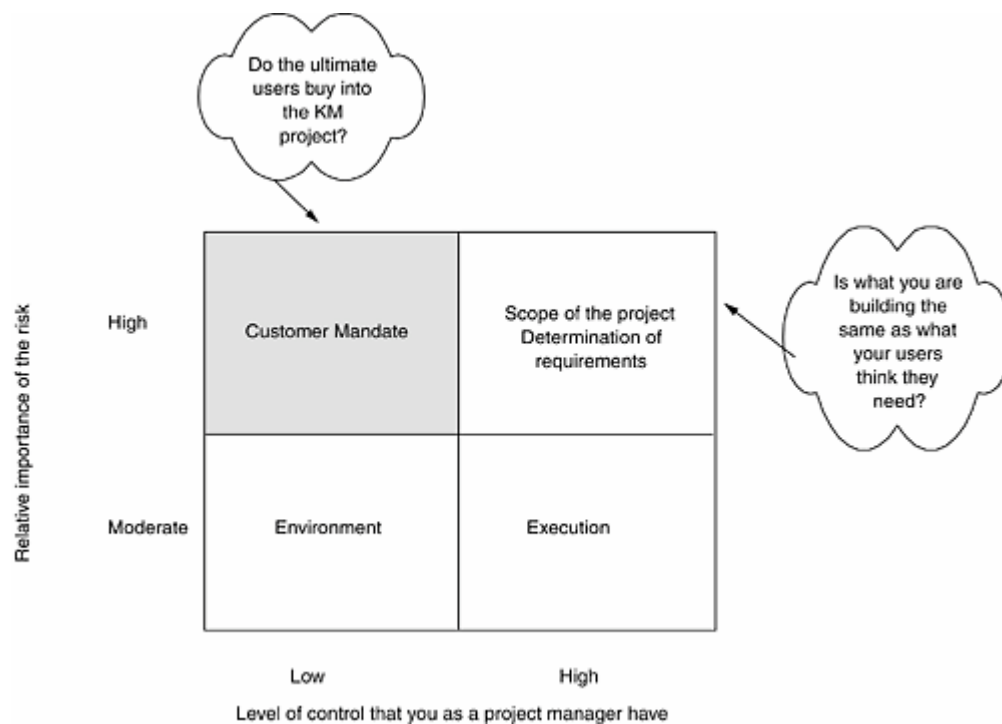 Do the ultimate
users buy into
the KM
project?
Is what you are
building the
same as what
your users
think they
need?
Relative importance of the risk
High
Customer Mandate
Scope of the project
Determination of
requirements
Moderate
Environment
Execution
Low
High
Level of control that you as a project manager have